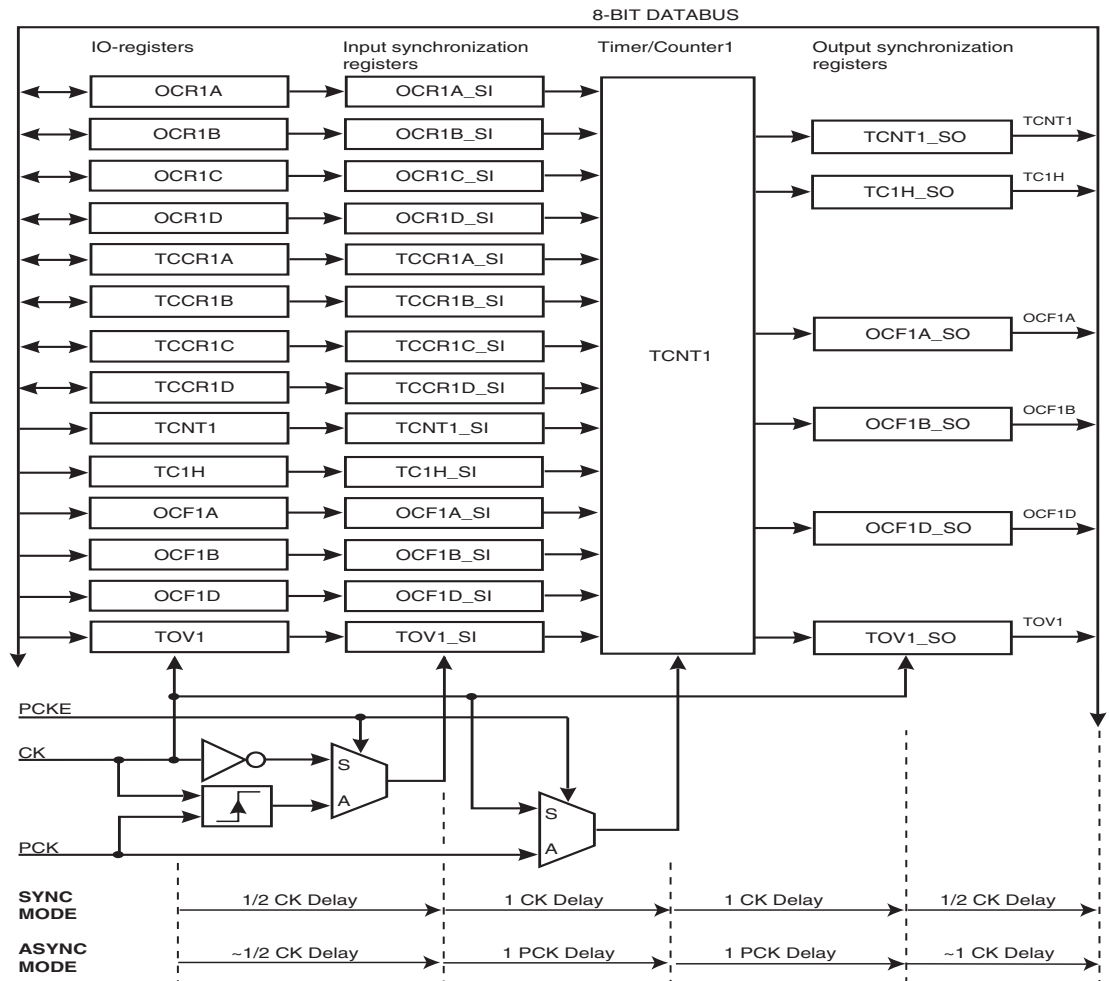 8-BIT DATABUS
IO-registers
Input synchronization
registers
Timer/Counter1
Output synchronization
registers
OCR1A
OCR1A_SI
OCR1B
OCR1B_SI
TCNT1_SO
TCNT1
OCR1C
OCR1C_SI
TC1H_SO
TC1H
OCR1D
OCR1D_SI
TCCR1A
TCCR1A_SI
TCCR1B
TCCR1B_SI
OCF1A_SO
OCF1A
TCCR1C
TCCR1C_SI
TCNT1
TCCR1D
TCCR1D_SI
TCNT1
TCNT1_SI
OCF1B_SO
OCF1B
TC1H
TC1H_SI
OCF1A
OCF1A_SI
OCF1D_SO
OCF1D
OCF1B
OCF1B_SI
OCF1D
OCF1D_SI
TOV1
TOV1_SI
TOV1_SO
TOV1
PCKE
CK
S
A
S
A
PCK
SYNC
MODE
1/2 CK Delay
1 CK Delay
1 CK Delay
1/2 CK Delay
ASYNC
MODE
~1/2 CK Delay
1 PCK Delay
1 PCK Delay
~1 CK Delay